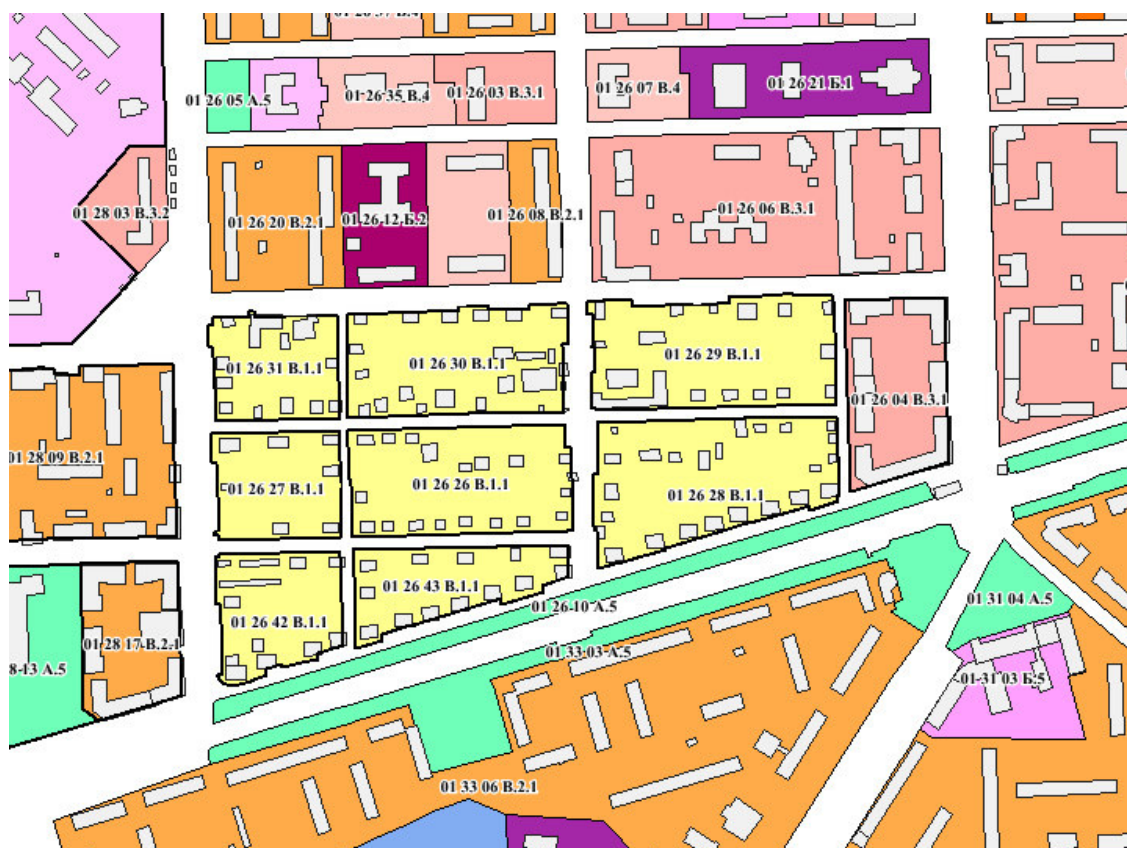 01 26 05 А.5
01 26 35 В.4
01 26 03 В.3.1
01 26 07 В.4
01 26 21 Б.1
01 28 03 В.3.2
01 26 20 В.2.1
01 26 12 Б.2
01 26 08 В.2.1
01 26 06 В.3.1
01 26 31 В.1.1
01 26 30 В.1.1
01 26 29 В.1.1
01 26 04 В.3.1
01 28 09 В.2.1
01 26 27 В.1.1
01 26 26 В.1.1
01 26 28 В.1.1
01 26 43 В.1.1
01 26 10 А.5
01 31 04 А.5
01 26 42 В.1.1
01 28 17 В.2.1
8 13 А.5
01 33 03 А.5
01 31 03 Б.5
01 33 06 В.2.1